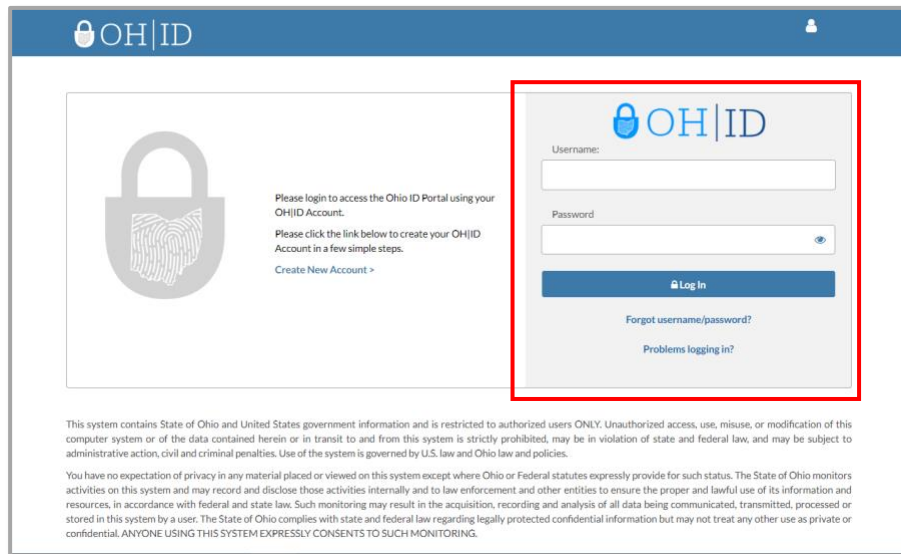 OH|ID
Please login to access the Ohio ID Portal using your
OH|ID Account.
Please click the link below to create your OH|ID
Account in a few simple steps.
Create New Account >
OH|ID
Username:
Password
Log In
Forgot username/password?
Problems logging in?
This system contains State of Ohio and United States government information and is restricted to authorized users ONLY. Unauthorized access, use, misuse, or modification of this
computer system or of the data contained herein or in transit to and from this system is strictly prohibited, may be in violation of state and federal law, and may be subject to
administrative action, civil and criminal penalties. Use of the system is governed by U.S. law and Ohio law and policies.
You have no expectation of privacy in any material placed or viewed on this system except where Ohio or Federal statutes expressly provide for such status. The State of Ohio monitors
activities on this system and may record and disclose those activities internally and to law enforcement and other entities to ensure the proper and lawful use of its information and
resources, in accordance with federal and state law. Such monitoring may result in the acquisition, recording and analysis of all data being communicated, transmitted, processed or
stored in this system by a user. The State of Ohio complies with state and federal law regarding legally protected confidential information but may not treat any other use as private or
confidential. ANYONE USING THIS SYSTEM EXPRESSLY CONSENTS TO SUCH MONITORING.